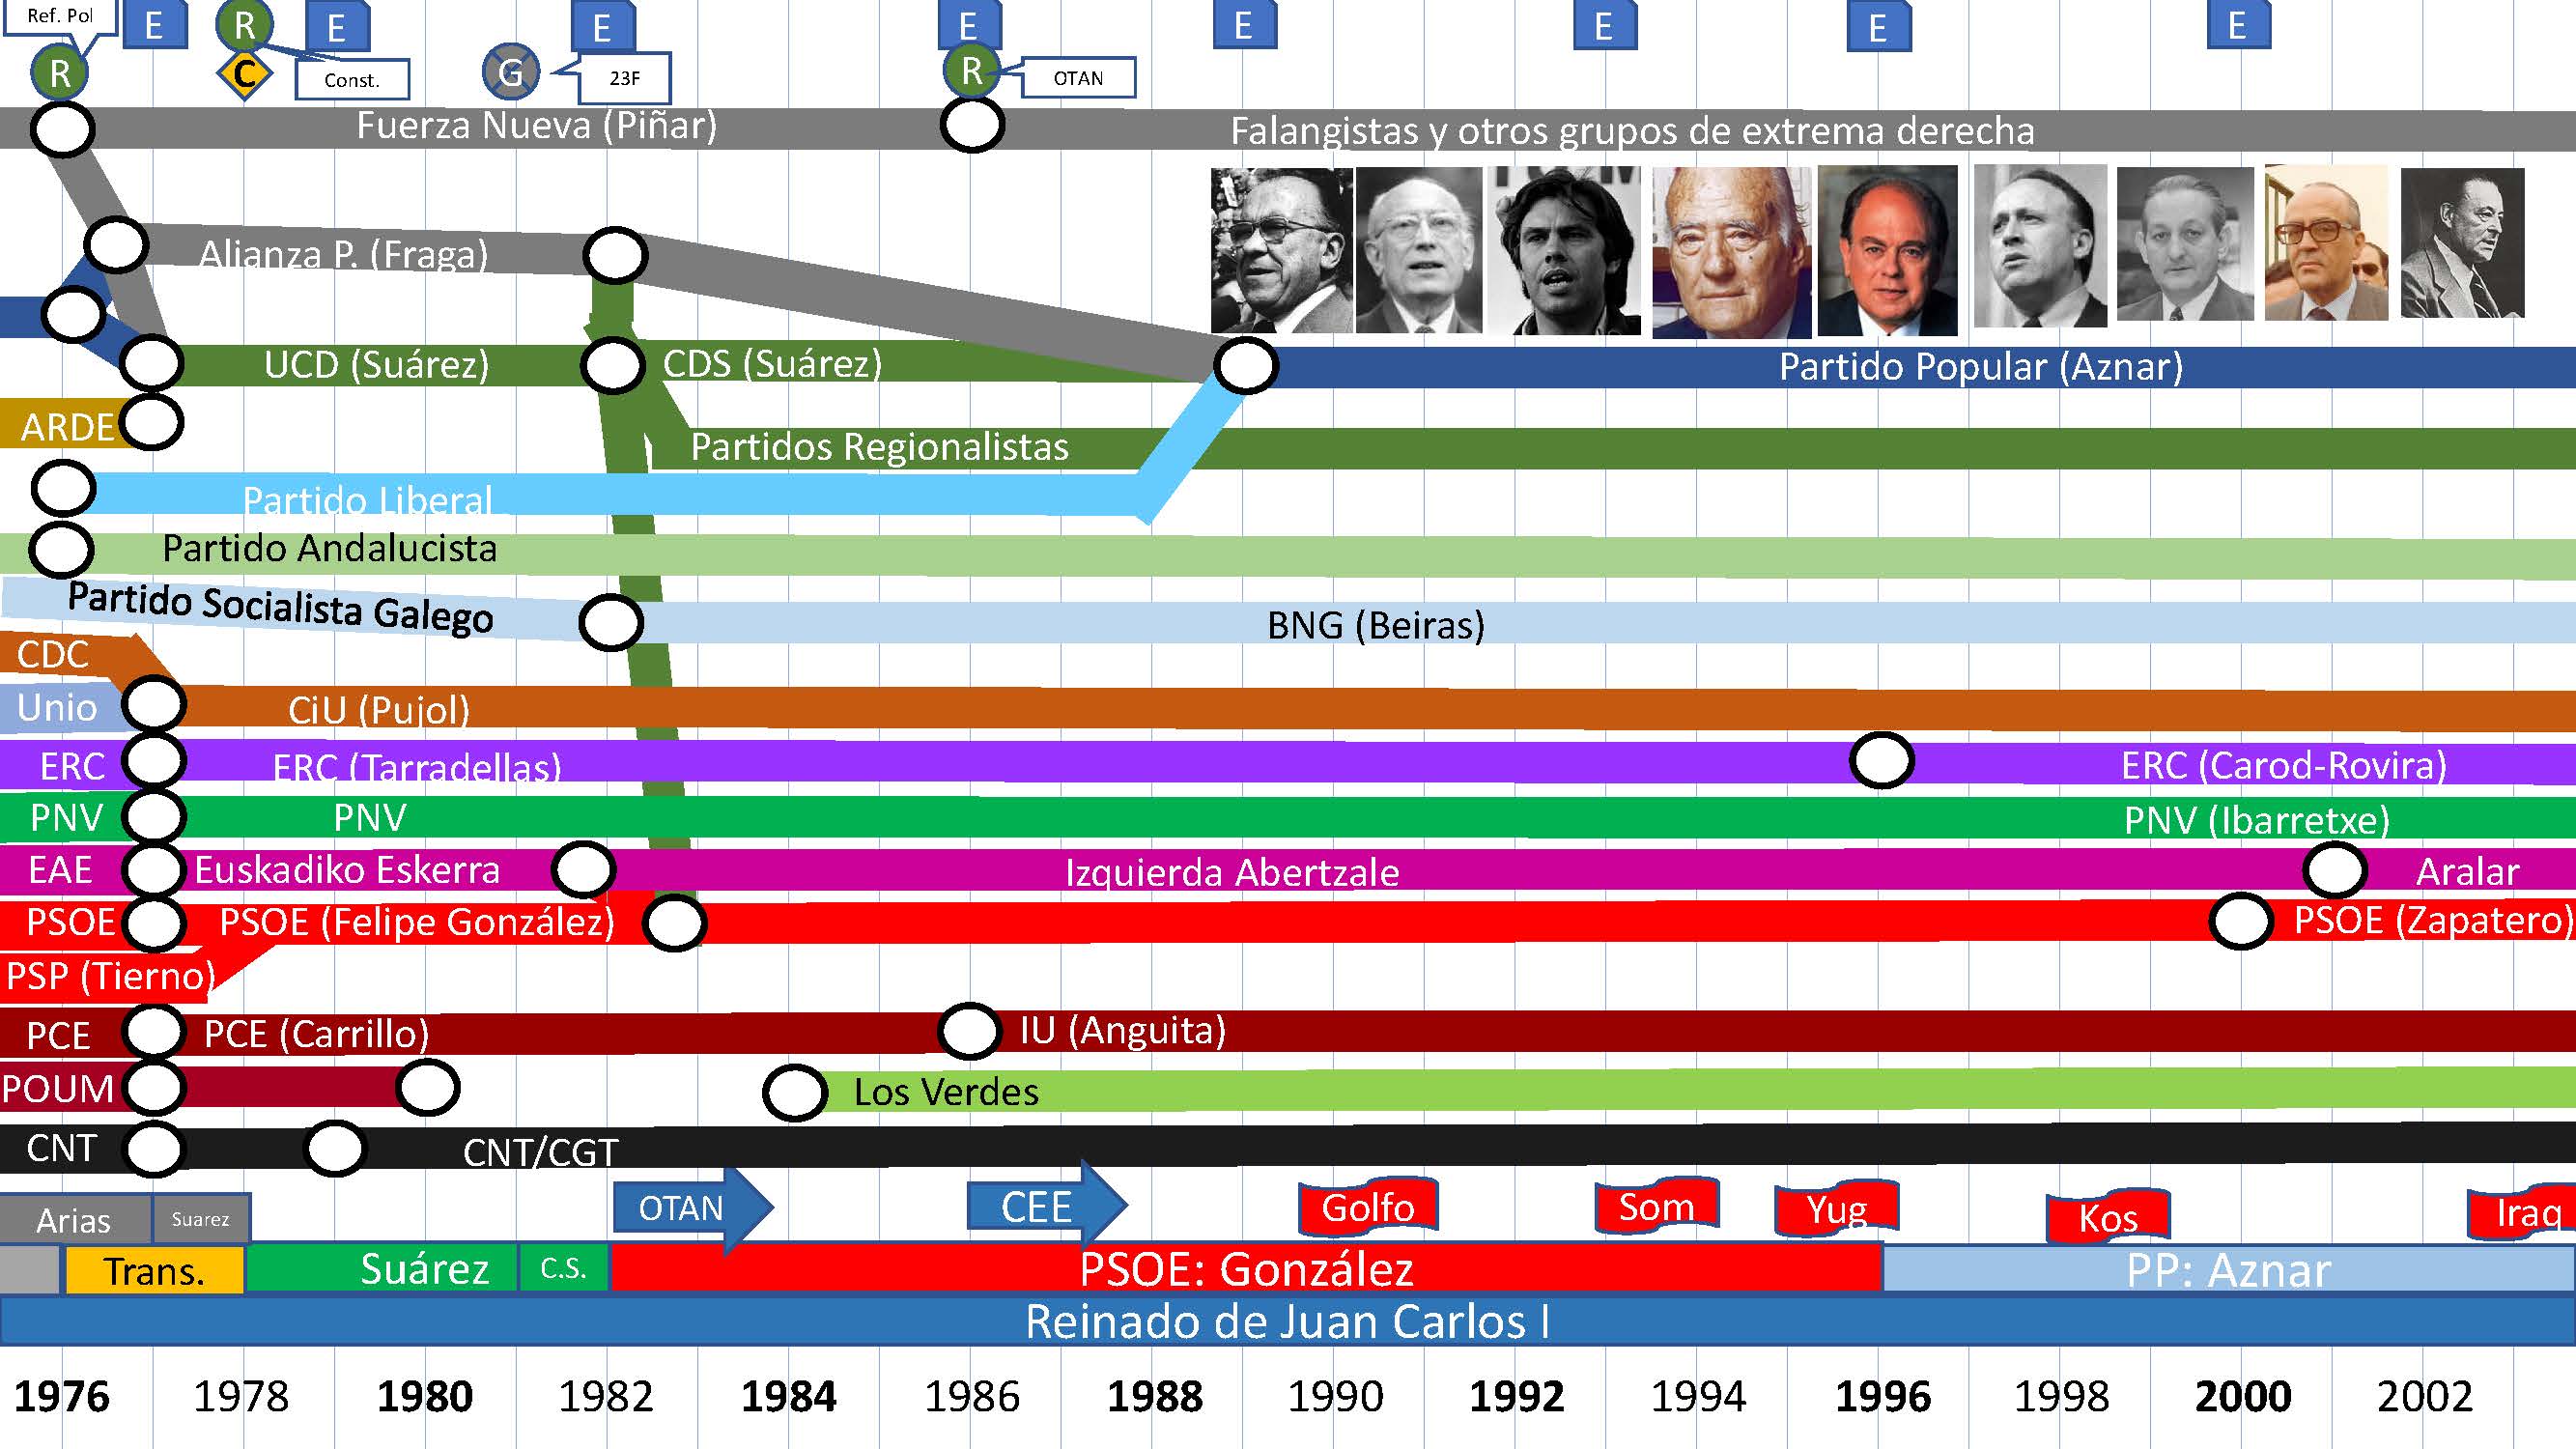 Ref. Pol
E
R
E
E
E
E
E
E
E
R
C
Const.
G
23F
R
OTAN
Fuerza Nueva (Piñar)
Falangistas y otros grupos de extrema derecha
Alianza P. (Fraga)
UCD (Suárez)
CDS (Suárez)
Partido Popular (Aznar)
ARDE
Partidos Regionalistas
Partido Liberal
Partido Andalucista
Partido Socialista Galego
BNG (Beiras)
CDC
Unio
CiU (Pujol)
ERC
ERC (Tarradellas)
ERC (Carod-Rovira)
PNV
PNV
PNV (Ibarretxe)
EAE
Euskadiko Eskerra
Izquierda Abertzale
Aralar
PSOE
PSOE (Felipe González)
PSOE (Zapatero)
PSP (Tierno)
PCE
PCE (Carrillo)
IU (Anguita)
POUM
Los Verdes
CNT
CNT/CGT
Arias
Suarez
OTAN
CEE
Golfo
Som
Yug
Kos
Iraq
Trans.
Suárez
C.S.
PSOE: González
PP: Aznar
Reinado de Juan Carlos I
1976 1978 1980 1982 1984 1986 1988 1990 1992 1994 1996 1998 2000 2002